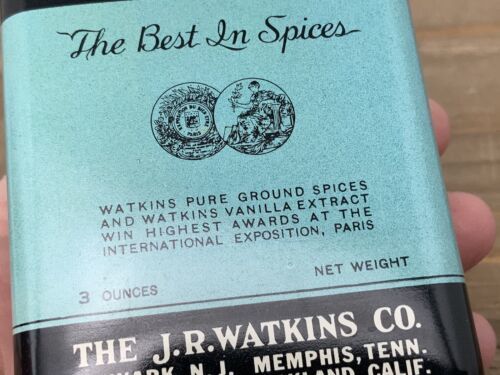 The Best In Spices
WATKINS PURE GROUND SPICES
AND WATKINS VANILLA EXTRACT
WIN HIGHEST AWARDS AT THE
INTERNATIONAL EXPOSITION, PARIS
3 OUNCES NET WEIGHT
THE J.R.WATKINS CO.
N. J. MEMPHIS, TENN.
CALIF.